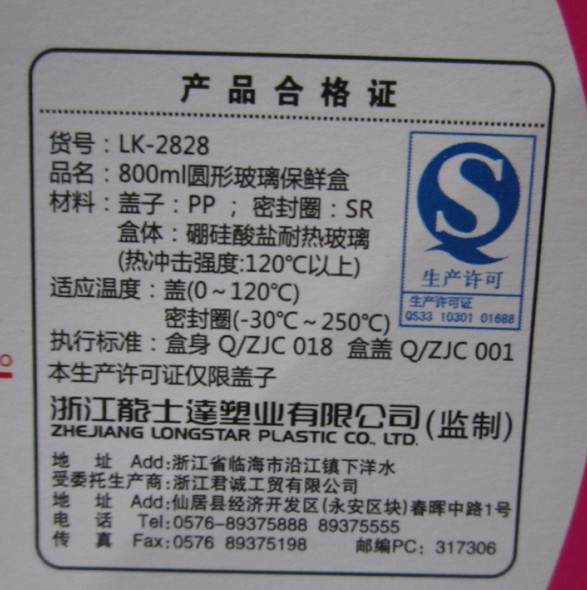 产品合格证
货号：LK-2828
品名：800ml圆形玻璃保鲜盒
材料：盖子：PP ； 密封圈：SR
盒体：硼硅酸盐耐热玻璃
(热冲击强度:120℃以上)
适应温度：盖(0～120℃)
密封圈(-30℃～250℃)
生产许可
生产许可证
QS33 10301 01688
执行标准：盒身 Q/ZJC 018 盒盖 Q/ZJC 001
本生产许可证仅限盖子
浙江龍士達塑业有限公司(监制)
ZHEJIANG LONGSTAR PLASTIC CO., LTD.
地 址 Add:浙江省临海市沿江镇下洋水
受委托生产商:浙江君诚工贸有限公司
地 址 Add:仙居县经济开发区(永安区块)春晖中路1号
电 话 Tel:0576-89375888 89375555
传 真 Fax:0576 89375198 邮编PC: 317306